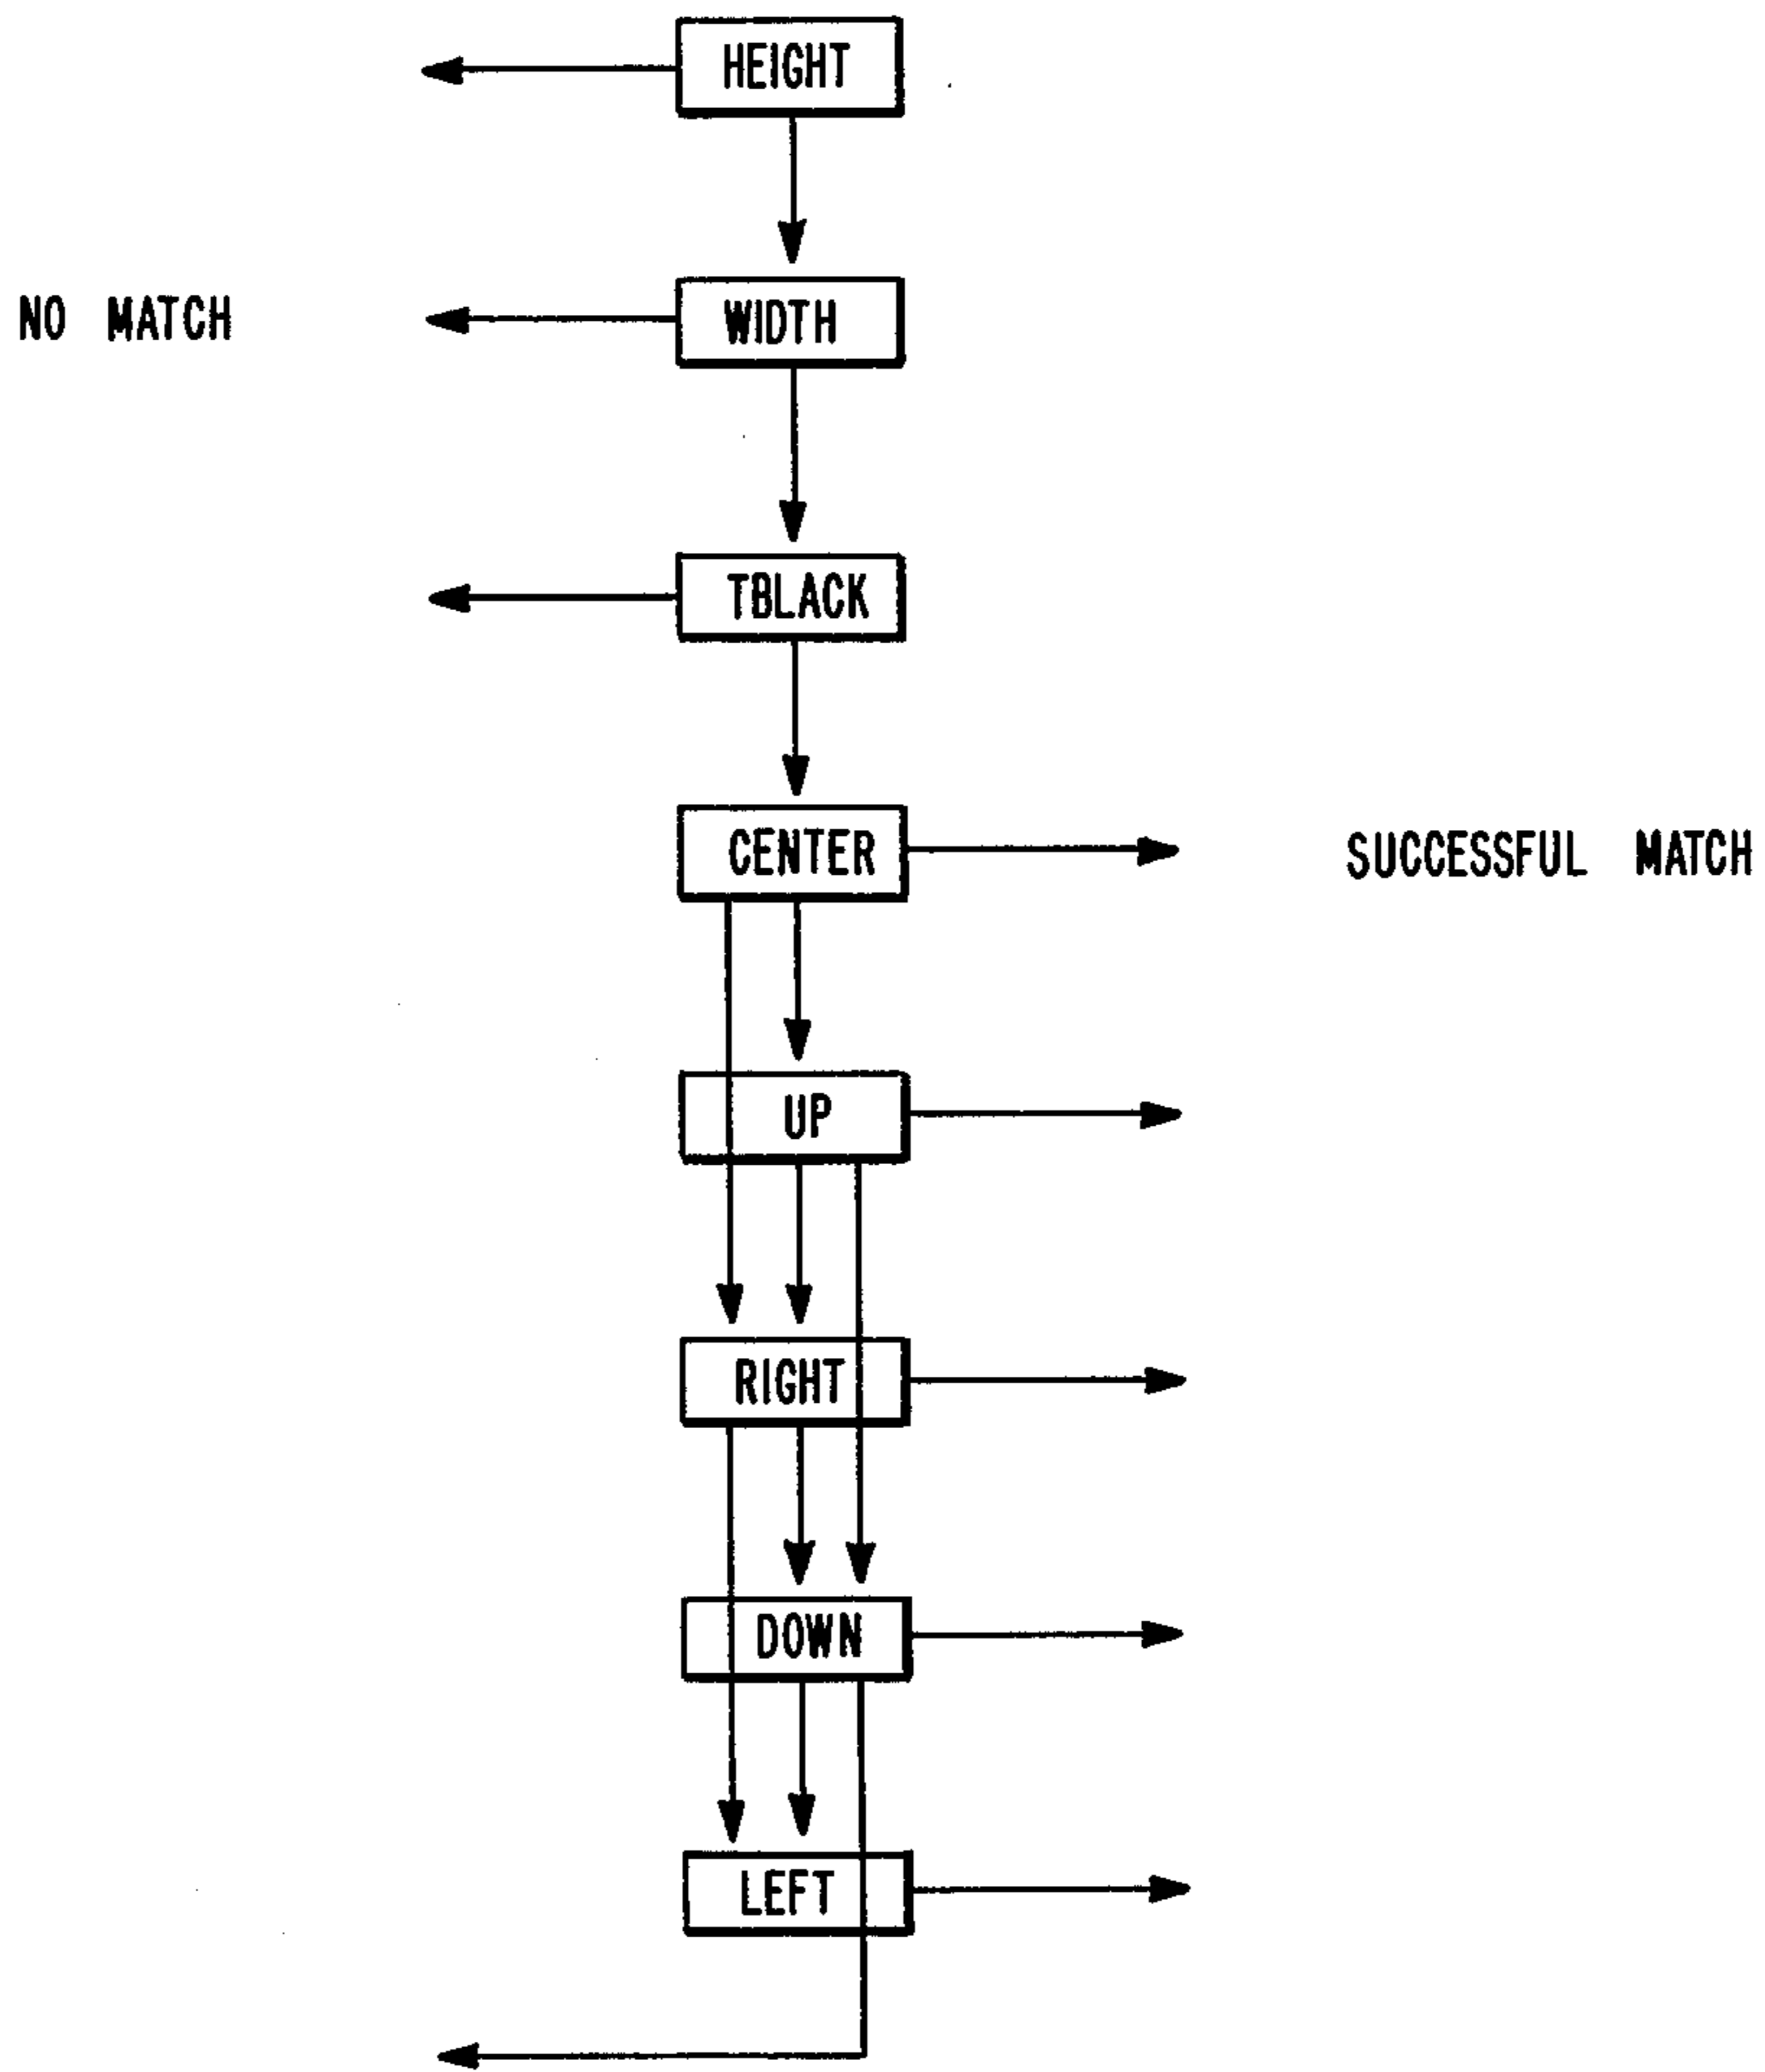 HEIGHT
NO MATCH
WIDTH
TBLACK
CENTER
SUCCESSFUL MATCH
UP
RIGHT
DOWN
LEFT